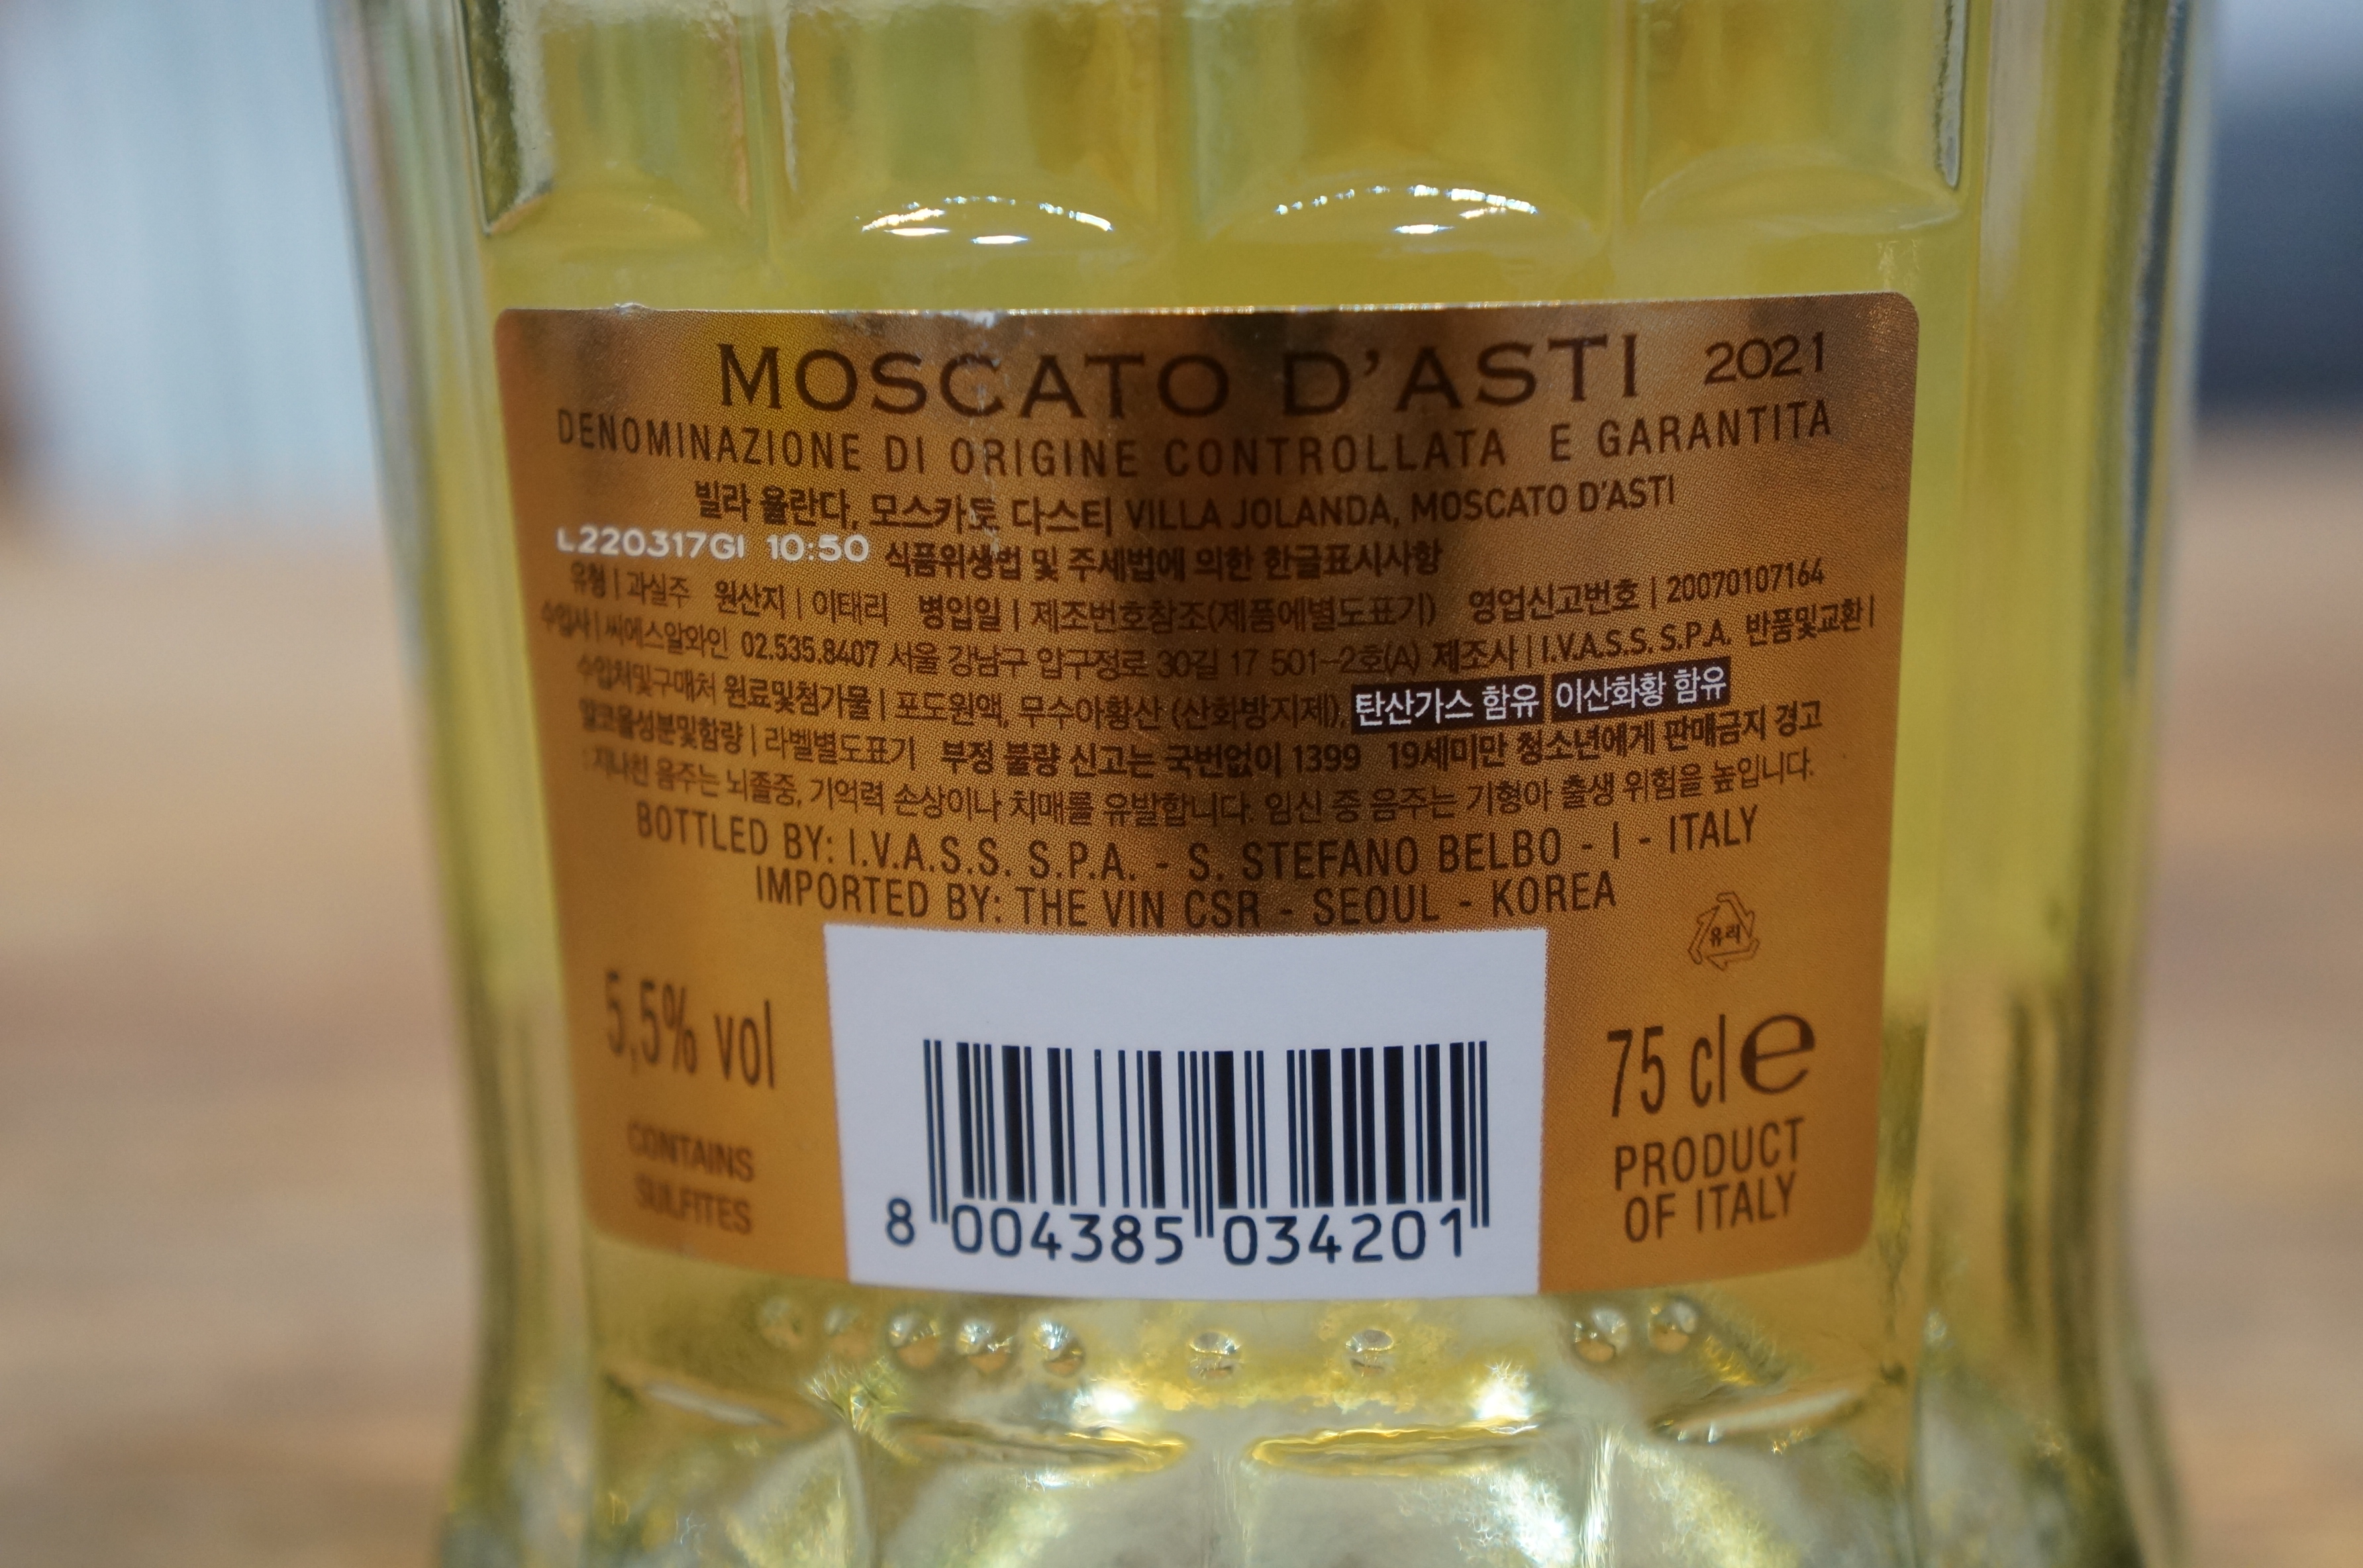 MOSCATO D'ASTI 2021
DENOMINAZIONE DI ORIGINE CONTROLLATA E GARANTITA
빌라 욜란다, 모스카토 다스티 VILLA JOLANDA, MOSCATO D'ASTI
L220317GI 10:50 식품위생법 및 주세법에 의한 한글표시사항
유형 | 과실주 원산지 | 이태리 병입일 | 제조번호참조(제품에별도표기) 영업신고번호 | 20070107164
수입사 | 씨에스알와인 02.535.8407 서울 강남구 압구정로 30길 17 501-2호(A) 제조사 | I.V.A.S.S. S.P.A. 반품및교환 |
수입처및구매처 원료및첨가물 | 포도원액, 무수아황산 (산화방지제), 탄산가스 함유 이산화황 함유
알코올성분및함량 | 라벨별도표기 부정 불량 신고는 국번없이 1399 19세미만 청소년에게 판매금지 경고
: 지나친 음주는 뇌졸중, 기억력 손상이나 치매를 유발합니다. 임신 중 음주는 기형아 출생 위험을 높입니다.
BOTTLED BY: I.V.A.S.S. S.P.A. - S. STEFANO BELBO - I - ITALY
IMPORTED BY: THE VIN CSR - SEOUL - KOREA
유리
5,5% vol
75 cl e
CONTAINS
SULFITES
PRODUCT
OF ITALY
8 004385 034201